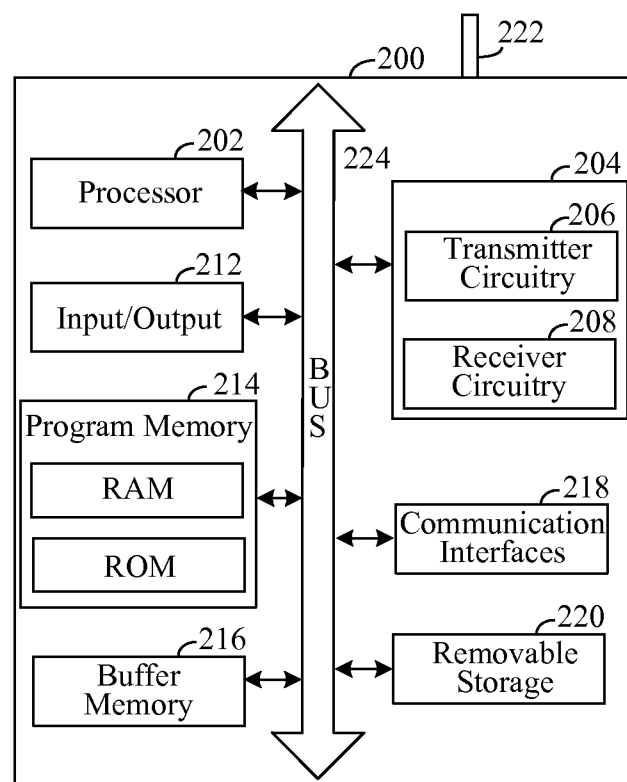 222
200
202
Processor
224
204
206
Transmitter
Circuitry
212
Input/Output
208
Receiver
Circuitry
BUS
214
Program Memory
RAM
ROM
218
Communication
Interfaces
216
Buffer
Memory
220
Removable
Storage